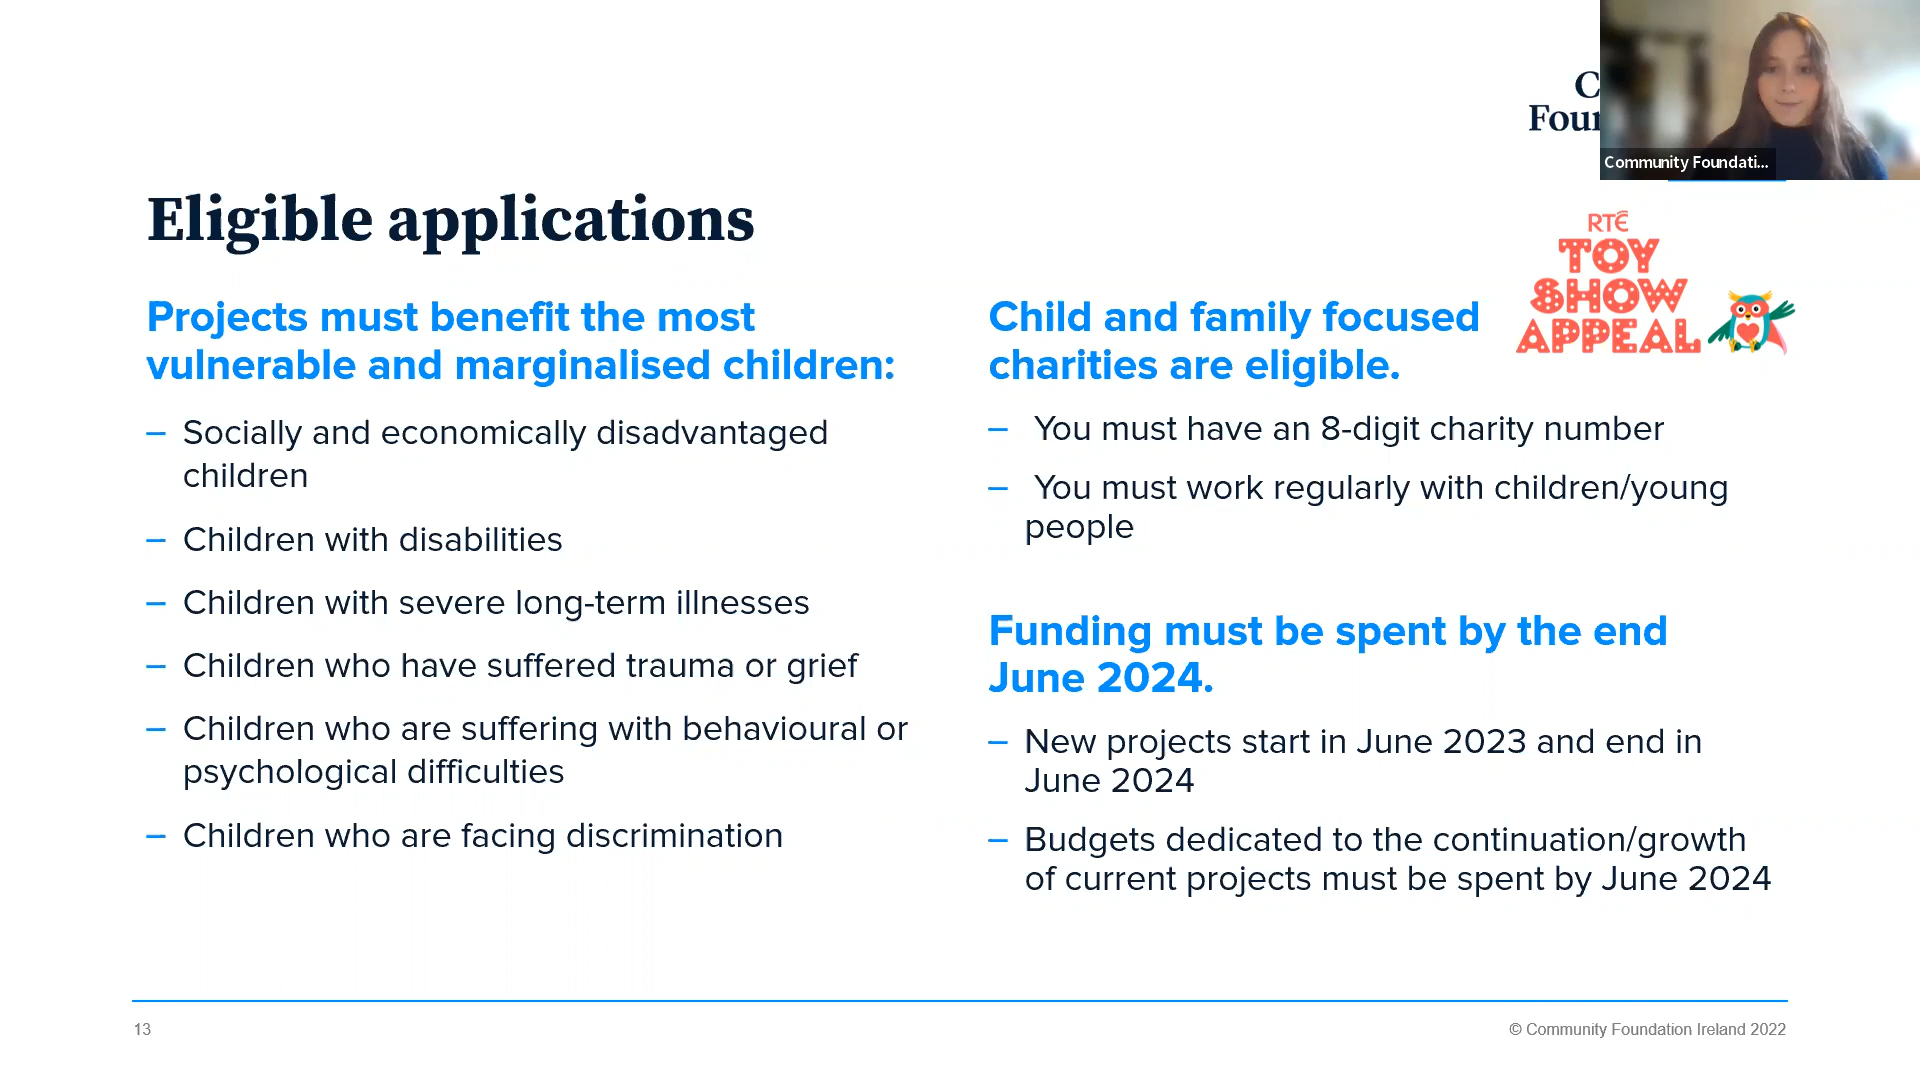 Community Foundati...
Eligible applications
RTÉ
TOY
SHOW
APPEAL
Projects must benefit the most
vulnerable and marginalised children:
– Socially and economically disadvantaged
children
– Children with disabilities
– Children with severe long-term illnesses
– Children who have suffered trauma or grief
– Children who are suffering with behavioural or
psychological difficulties
– Children who are facing discrimination
Child and family focused
charities are eligible.
– You must have an 8-digit charity number
– You must work regularly with children/young
people
Funding must be spent by the end
June 2024.
– New projects start in June 2023 and end in
June 2024
– Budgets dedicated to the continuation/growth
of current projects must be spent by June 2024
13
© Community Foundation Ireland 2022